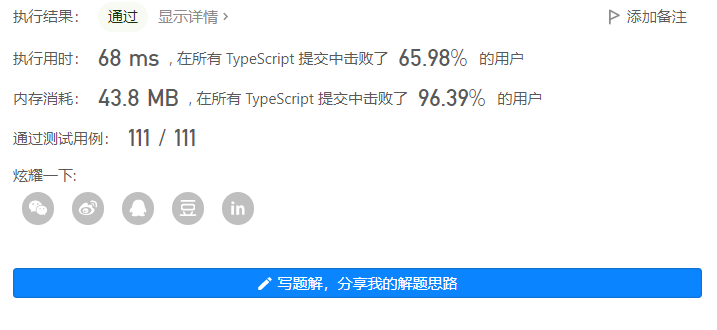 执行结果： 通过 显示详情 > 添加备注
执行用时： 68 ms , 在所有 TypeScript 提交中击败了 65.98% 的用户
内存消耗： 43.8 MB , 在所有 TypeScript 提交中击败了 96.39% 的用户
通过测试用例： 111 / 111
炫耀一下:
豆 in
写题解，分享我的解题思路